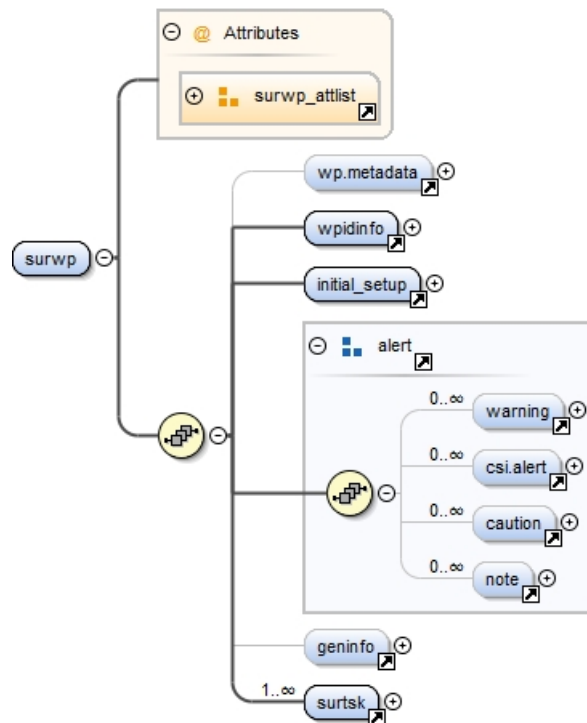 @ Attributes
surwp_attlist
wp.metadata
wpidinfo
surwp
initial_setup
alert
0..∞
warning
0..∞
csi.alert
0..∞
caution
0..∞
note
geninfo
1..∞
surtsk